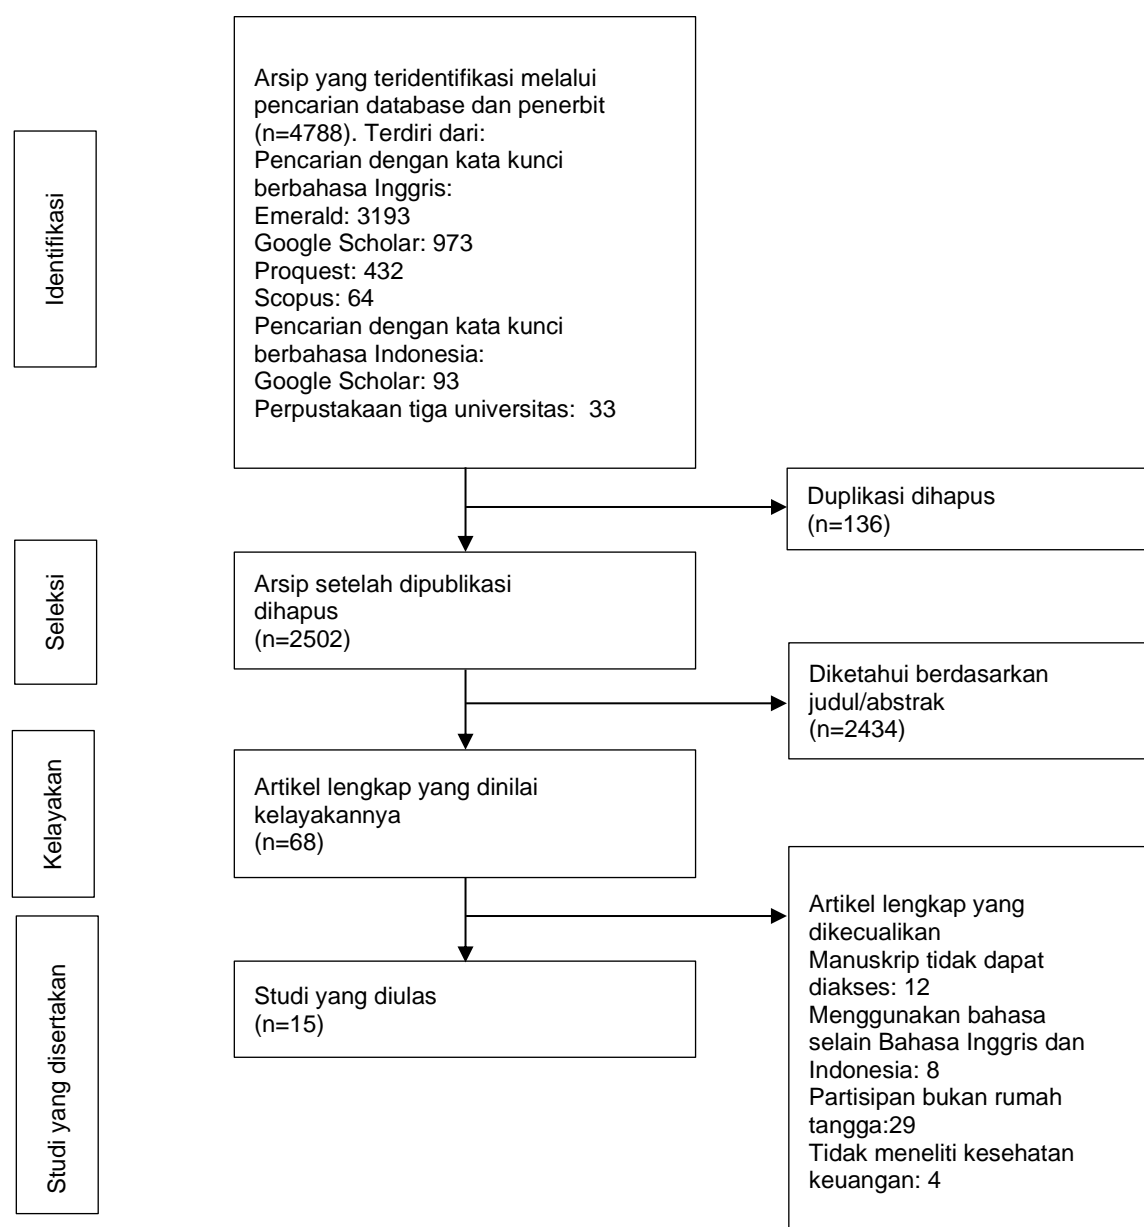 Identifikasi
Arsip yang teridentifikasi melalui
pencarian database dan penerbit
(n=4788). Terdiri dari:
Pencarian dengan kata kunci
berbahasa Inggris:
Emerald: 3193
Google Scholar: 973
Proquest: 432
Scopus: 64
Pencarian dengan kata kunci
berbahasa Indonesia:
Google Scholar: 93
Perpustakaan tiga universitas:  33
Duplikasi dihapus
(n=136)
Seleksi
Arsip setelah dipublikasi
dihapus
(n=2502)
Diketahui berdasarkan
judul/abstrak
(n=2434)
Kelayakan
Artikel lengkap yang dinilai
kelayakannya
(n=68)
Artikel lengkap yang
dikecualikan
Manuskrip tidak dapat
diakses: 12
Menggunakan bahasa
selain Bahasa Inggris dan
Indonesia: 8
Partisipan bukan rumah
tangga:29
Tidak meneliti kesehatan
keuangan: 4
Studi yang disertakan
Studi yang diulas
(n=15)